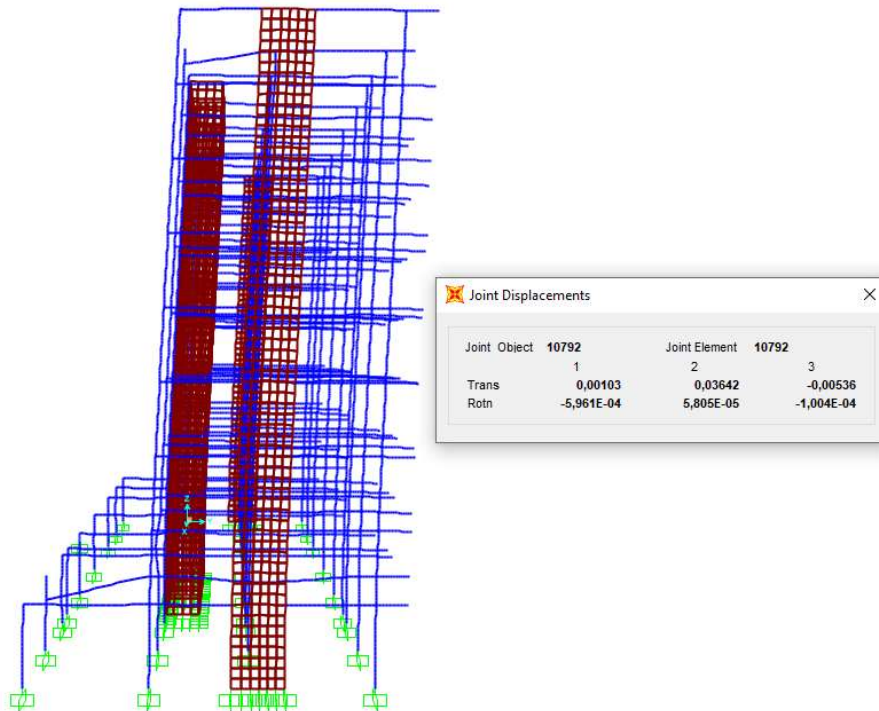 Joint Displacements
Joint Object 10792 Joint Element 10792
1 2 3
Trans 0,00103 0,03642 -0,00536
Rotn -5,961E-04 5,805E-05 -1,004E-04